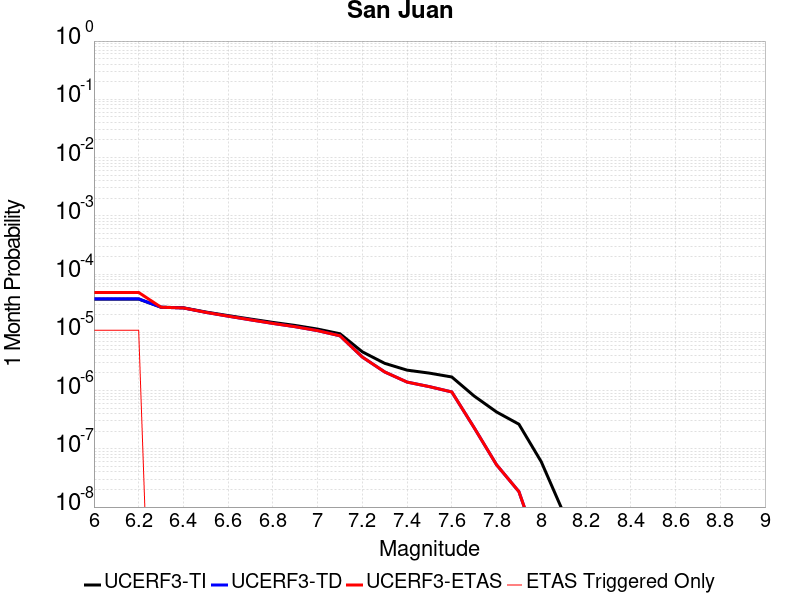 San Juan
1 Month Probability
10^0
10^-1
10^-2
10^-3
10^-4
10^-5
10^-6
10^-7
10^-8
6 6.2 6.4 6.6 6.8 7 7.2 7.4 7.6 7.8 8 8.2 8.4 8.6 8.8 9
Magnitude
UCERF3-TI UCERF3-TD UCERF3-ETAS ETAS Triggered Only